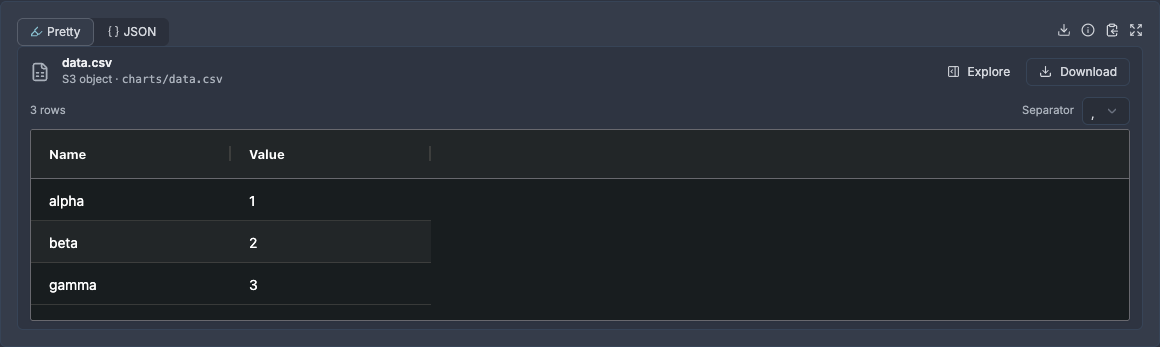 Pretty
{ } JSON
data.csv
S3 object · charts/data.csv
Explore
Download
3 rows
Separator
,
Name Value
alpha 1
beta 2
gamma 3